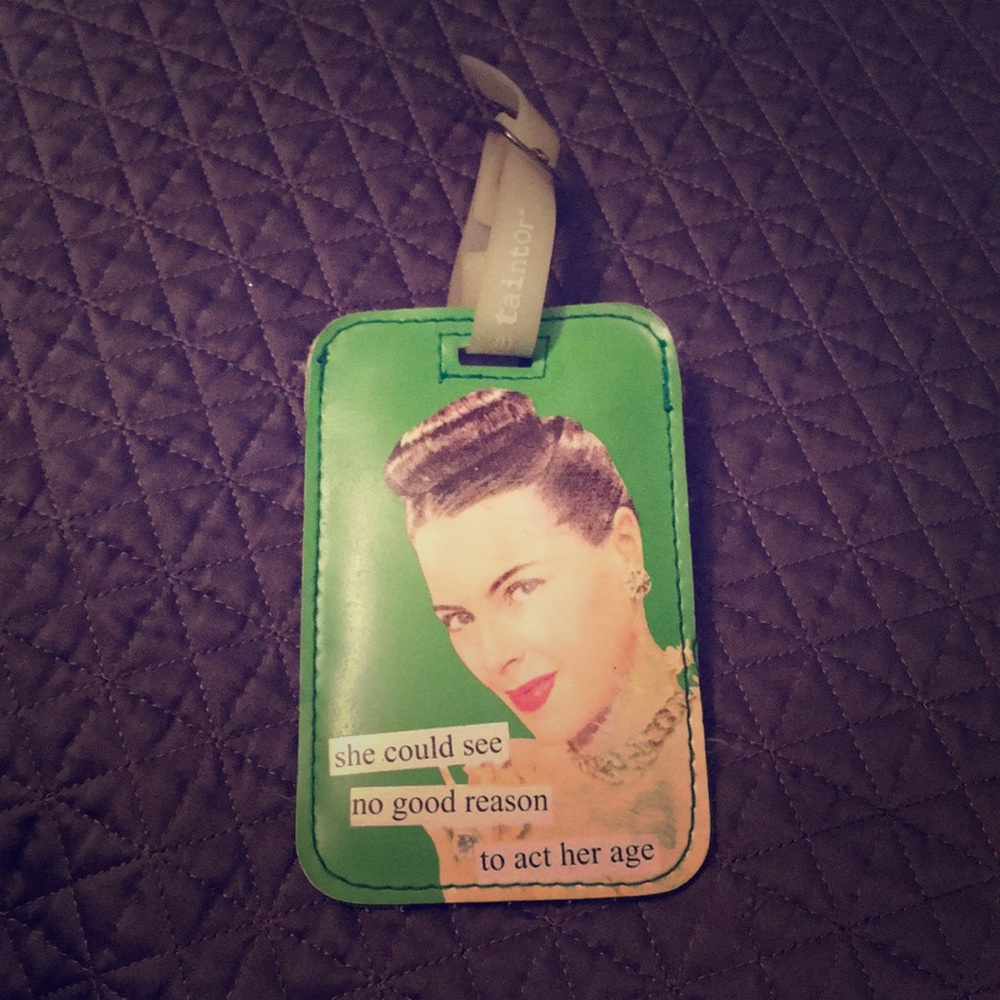 taintor
she could see
no good reason
to act her age